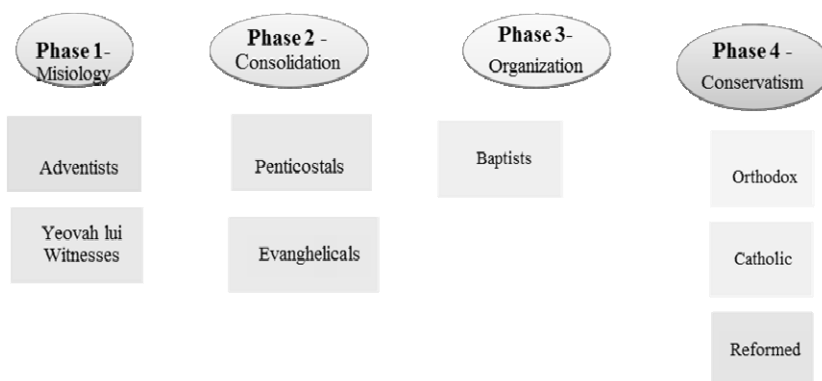 Phase 1-
Misiology
Adventists
Yeovah lui
Witnesses
Phase 2 -
Consolidation
Penticostals
Evanghelicals
Phase 3-
Organization
Baptists
Phase 4 -
Conservatism
Orthodox
Catholic
Reformed